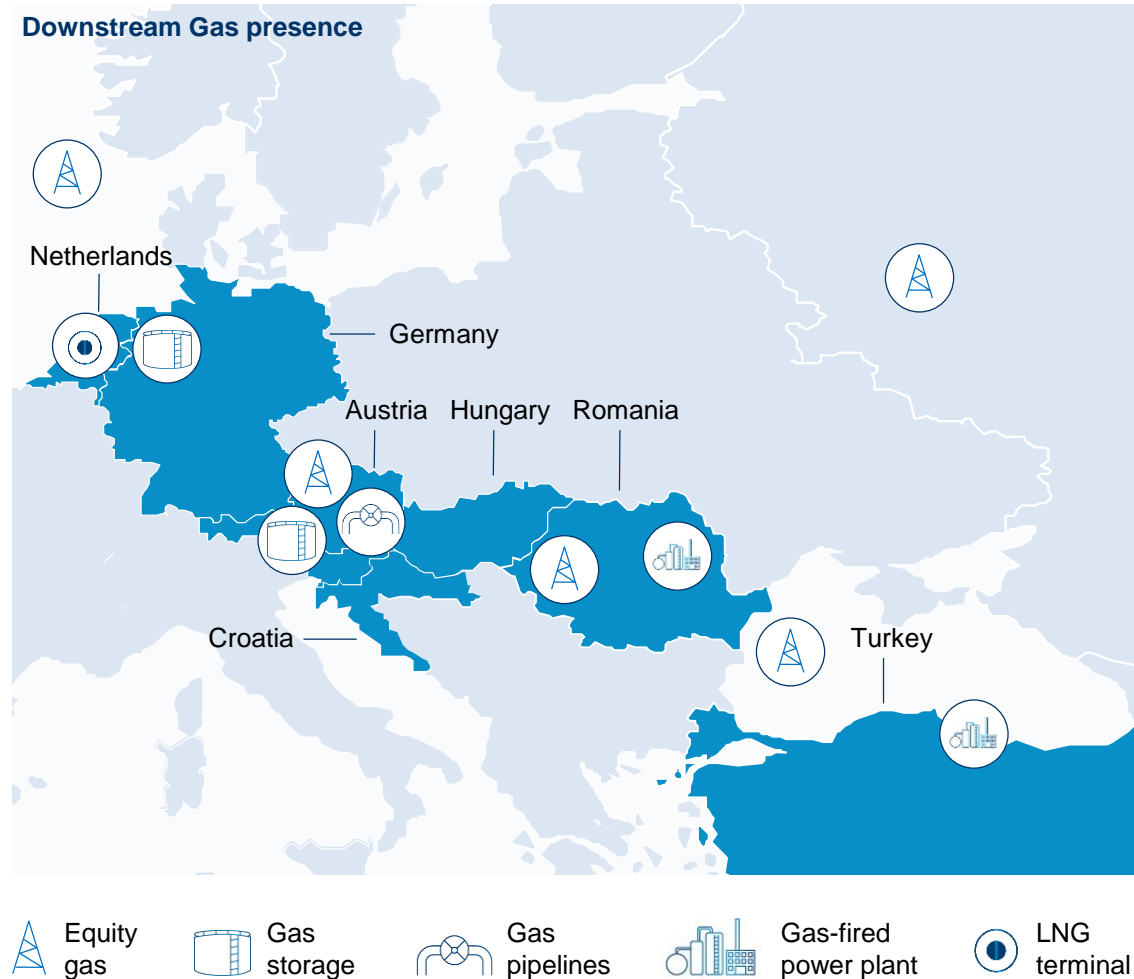 Downstream Gas presence
Netherlands
Germany
Austria
Hungary
Romania
Croatia
Turkey
Equity
gas
Gas
storage
Gas
pipelines
Gas-fired
power plant
LNG
terminal